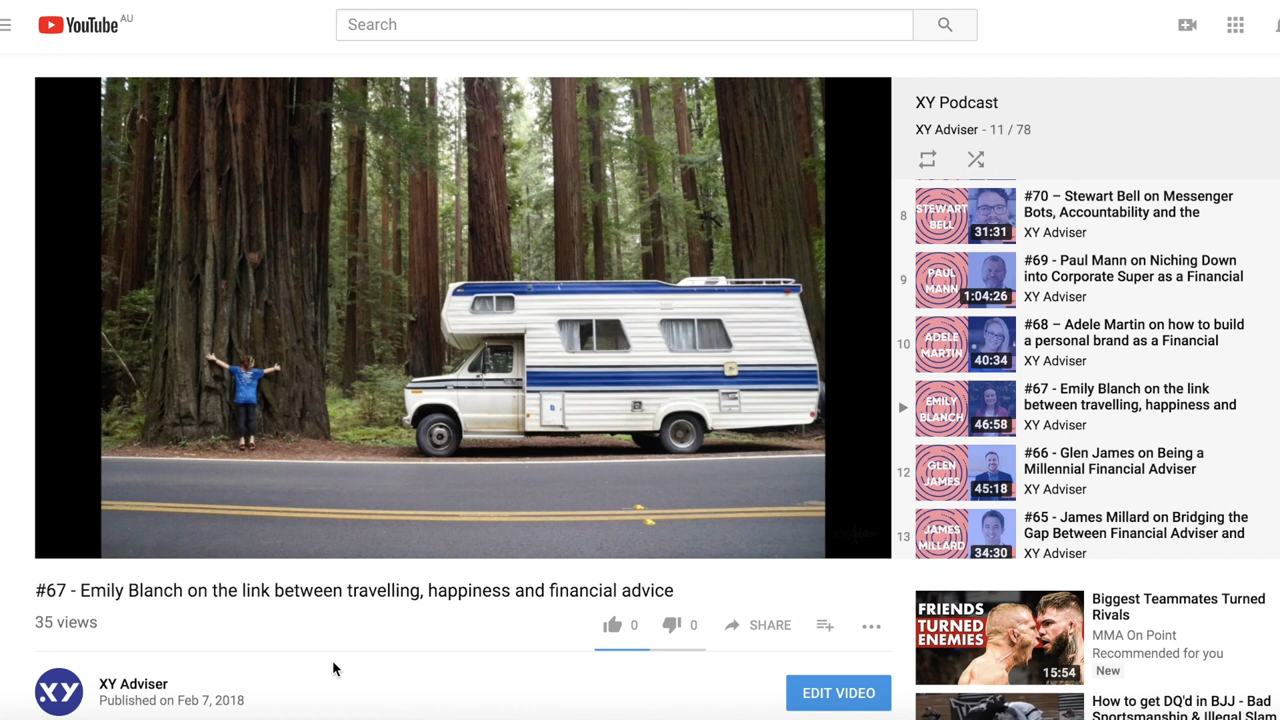 YouTube AU
Search
XY Podcast
XY Adviser - 11 / 78
8
STEWART
BELL
31:31
#70 – Stewart Bell on Messenger
Bots, Accountability and the
XY Adviser
9
PAUL
MANN
1:04:26
#69 - Paul Mann on Niching Down
into Corporate Super as a Financial
XY Adviser
10
ADELE
MARTIN
40:34
#68 – Adele Martin on how to build
a personal brand as a Financial
XY Adviser
EMILY
BLANCH
46:58
#67 - Emily Blanch on the link
between travelling, happiness and
XY Adviser
12
GLEN
JAMES
45:18
#66 - Glen James on Being a
Millennial Financial Adviser
XY Adviser
13
JAMES
MILLARD
34:30
#65 - James Millard on Bridging the
Gap Between Financial Adviser and
XY Adviser
#67 - Emily Blanch on the link between travelling, happiness and financial advice
35 views
0
0
SHARE
XY
XY Adviser
Published on Feb 7, 2018
EDIT VIDEO
FRIENDS
TURNED
ENEMIES
15:54
Biggest Teammates Turned
Rivals
MMA On Point
Recommended for you
New
How to get DQ'd in BJJ - Bad
Sportsmanship & Illegal Slam